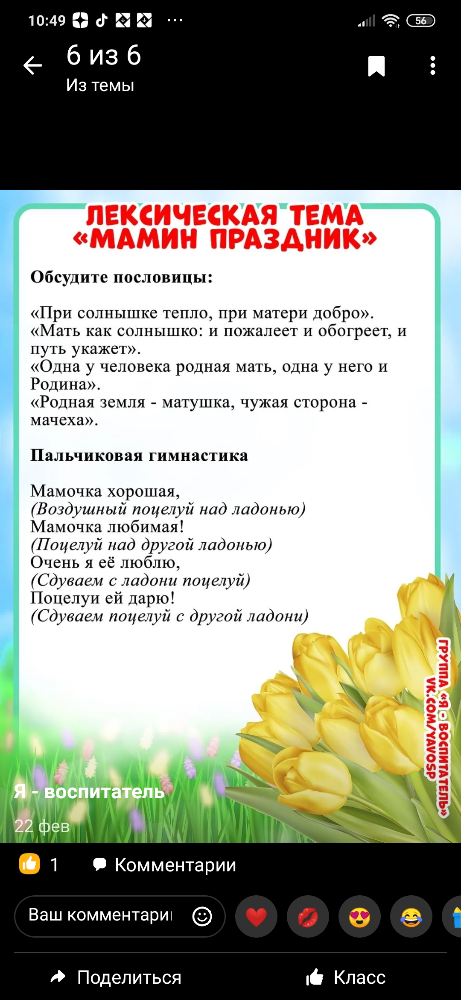 10:49
56
6 из 6
Из темы
ЛЕКСИЧЕСКАЯ ТЕМА
«МАМИН ПРАЗДНИК»
Обсудите пословицы:
«При солнышке тепло, при матери добро».
«Мать как солнышко: и пожалеет и обогреет, и
путь укажет».
«Одна у человека родная мать, одна у него и
Родина».
«Родная земля - матушка, чужая сторона -
мачеха».
Пальчиковая гимнастика
Мамочка хорошая,
(Воздушный поцелуй над ладонью)
Мамочка любимая!
(Поцелуй над другой ладонью)
Очень я её люблю,
(Сдуваем с ладони поцелуй)
Поцелуи ей дарю!
(Сдуваем поцелуй с другой ладони)
ГРУППА «Я - ВОСПИТАТЕЛЬ»
VK.COM/YAVOSP
Я - воспитатель
22 фев
1 Комментарии
Ваш комментари
Поделиться Класс